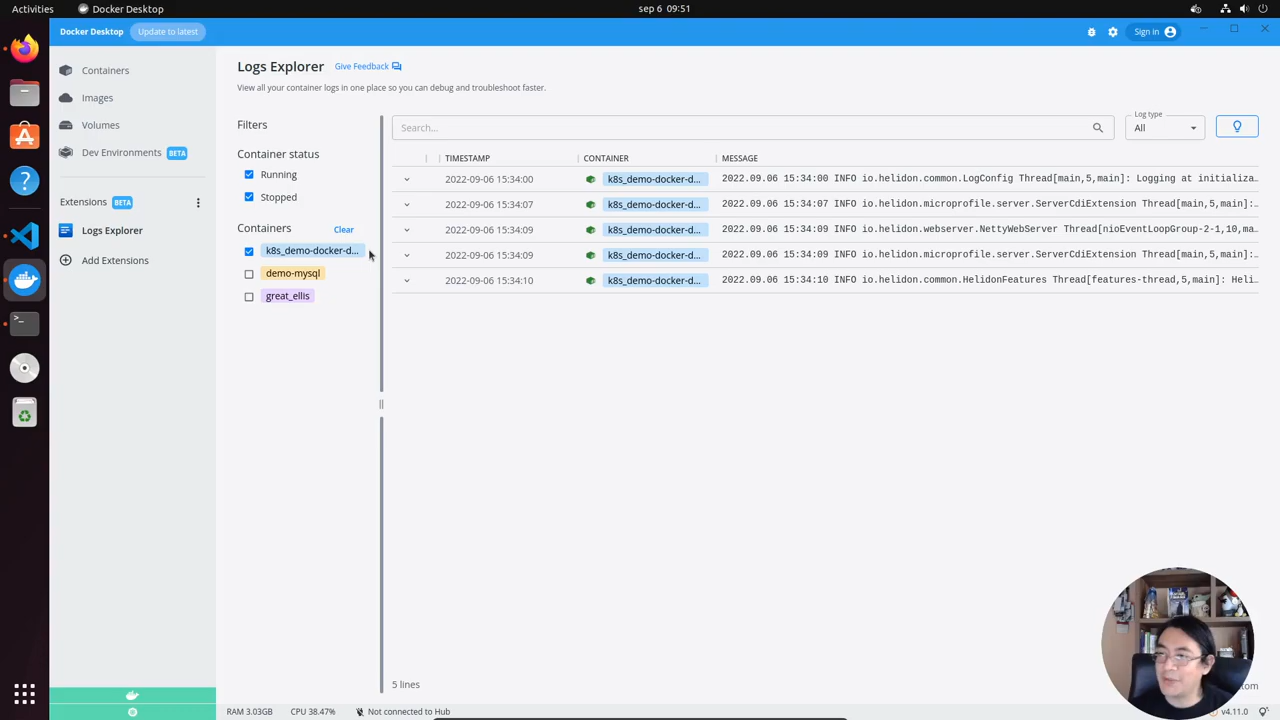 Activities
Docker Desktop
sep 6 09:51
Docker Desktop
Update to latest
Sign in
Containers
Images
Volumes
Dev Environments BETA
Extensions BETA
Logs Explorer
Add Extensions
Logs Explorer
Give Feedback
View all your container logs in one place so you can debug and troubleshoot faster.
Filters
Container status
Running
Stopped
Containers
Clear
k8s_demo-docker-d...
demo-mysql
great_ellis
Search...
Log type
All
TIMESTAMP CONTAINER MESSAGE
2022-09-06 15:34:00 k8s_demo-docker-d... 2022.09.06 15:34:00 INFO io.helidon.common.LogConfig Thread[main,5,main]: Logging at initializa...
2022-09-06 15:34:07 k8s_demo-docker-d... 2022.09.06 15:34:07 INFO io.helidon.microprofile.server.ServerCdiExtension Thread[main,5,main]:...
2022-09-06 15:34:09 k8s_demo-docker-d... 2022.09.06 15:34:09 INFO io.helidon.webserver.NettyWebServer Thread[nioEventLoopGroup-2-1,10,ma...
2022-09-06 15:34:09 k8s_demo-docker-d... 2022.09.06 15:34:09 INFO io.helidon.microprofile.server.ServerCdiExtension Thread[main,5,main]:...
2022-09-06 15:34:10 k8s_demo-docker-d... 2022.09.06 15:34:10 INFO io.helidon.common.HelidonFeatures Thread[features-thread,5,main]: Heli...
5 lines
RAM 3.03GB CPU 38.47% Not connected to Hub
v4.11.0